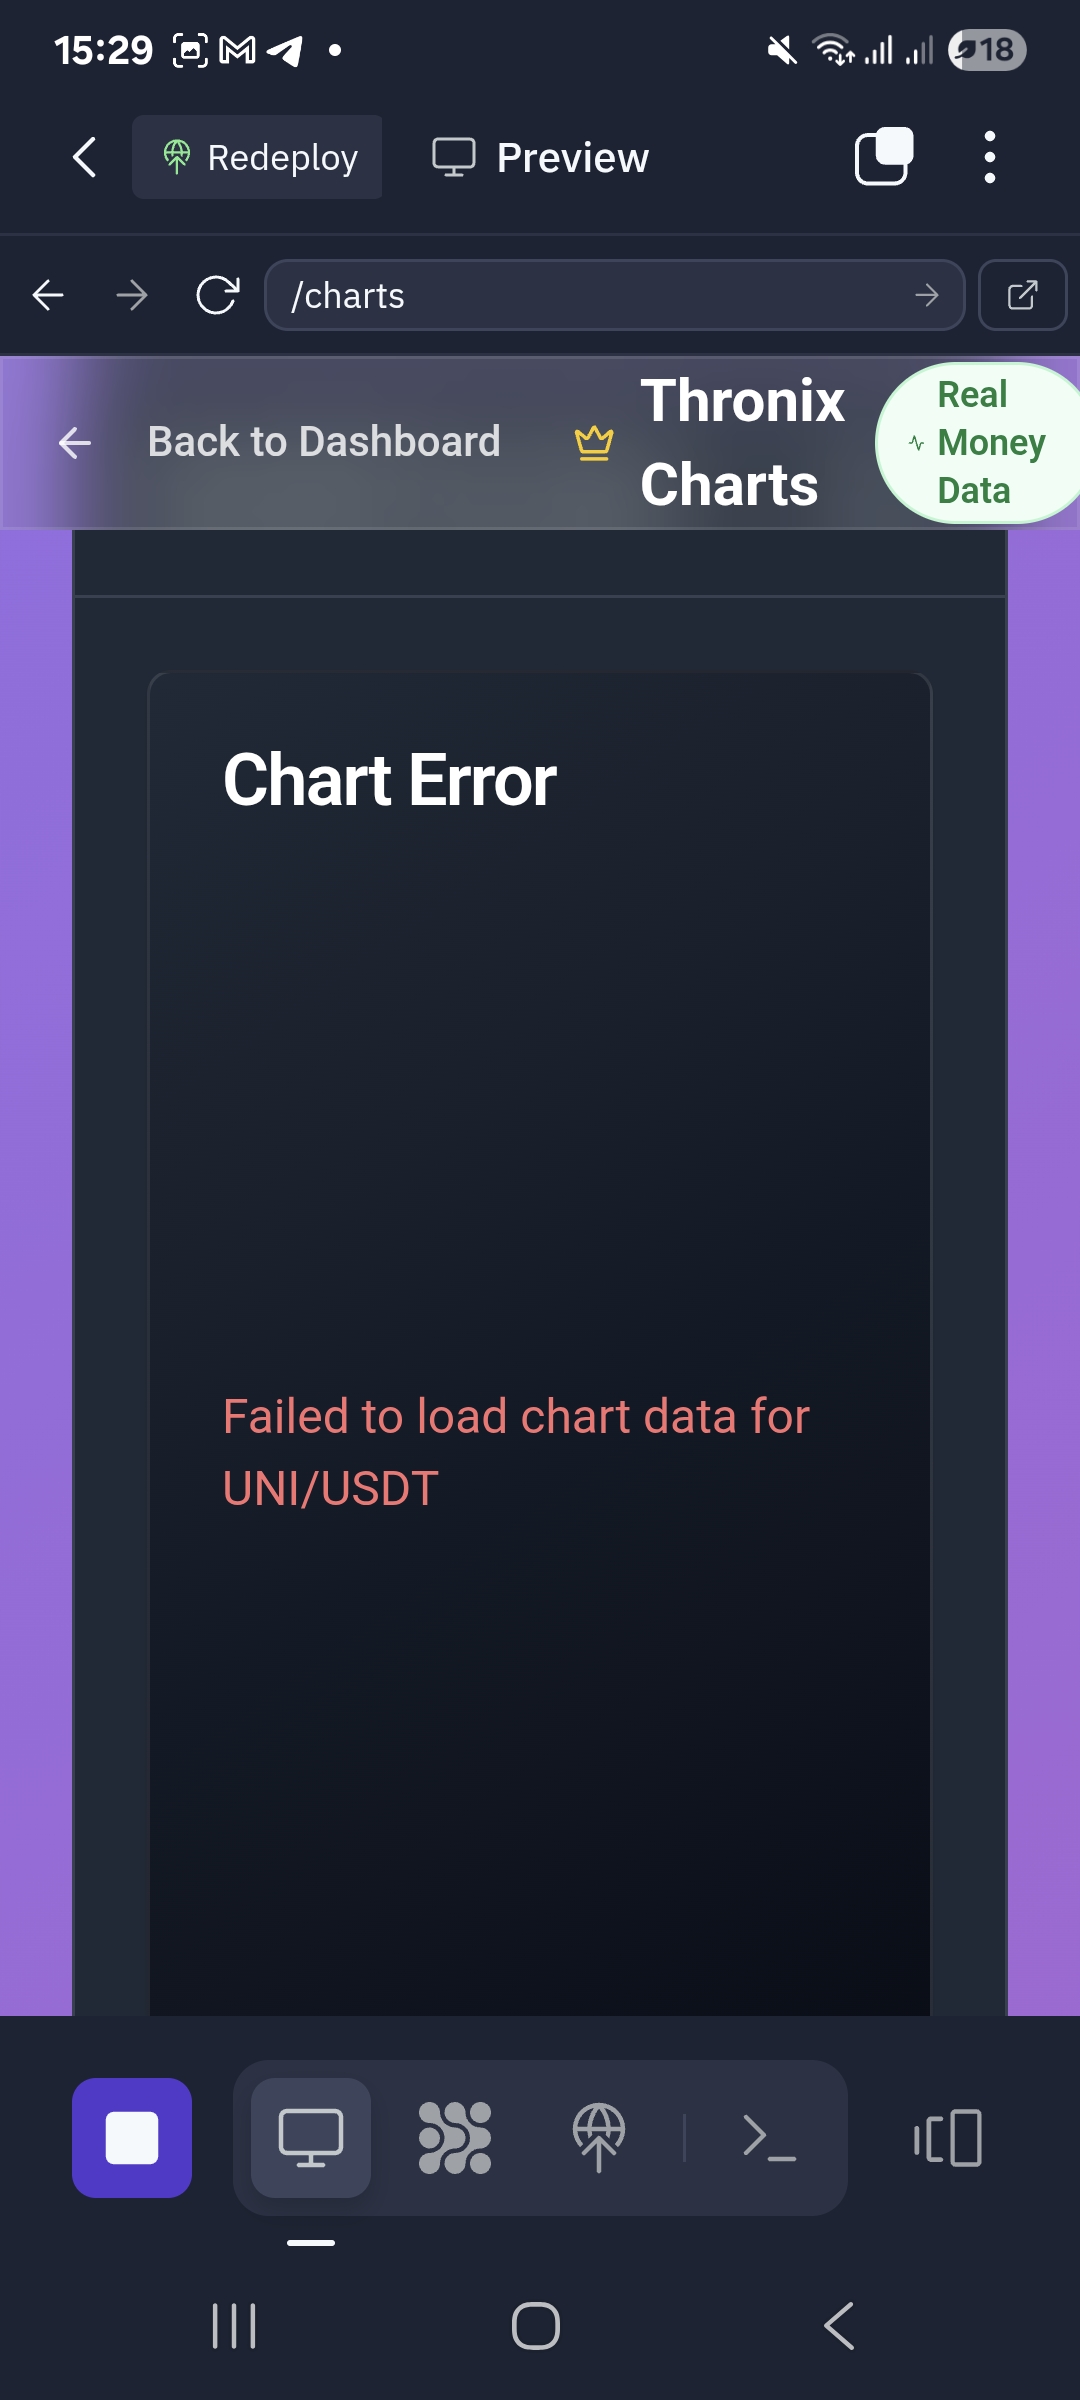 15:29
18
Redeploy
Preview
/charts
Back to Dashboard
Thronix
Charts
Real
Money
Data
Chart Error
Failed to load chart data for
UNI/USDT